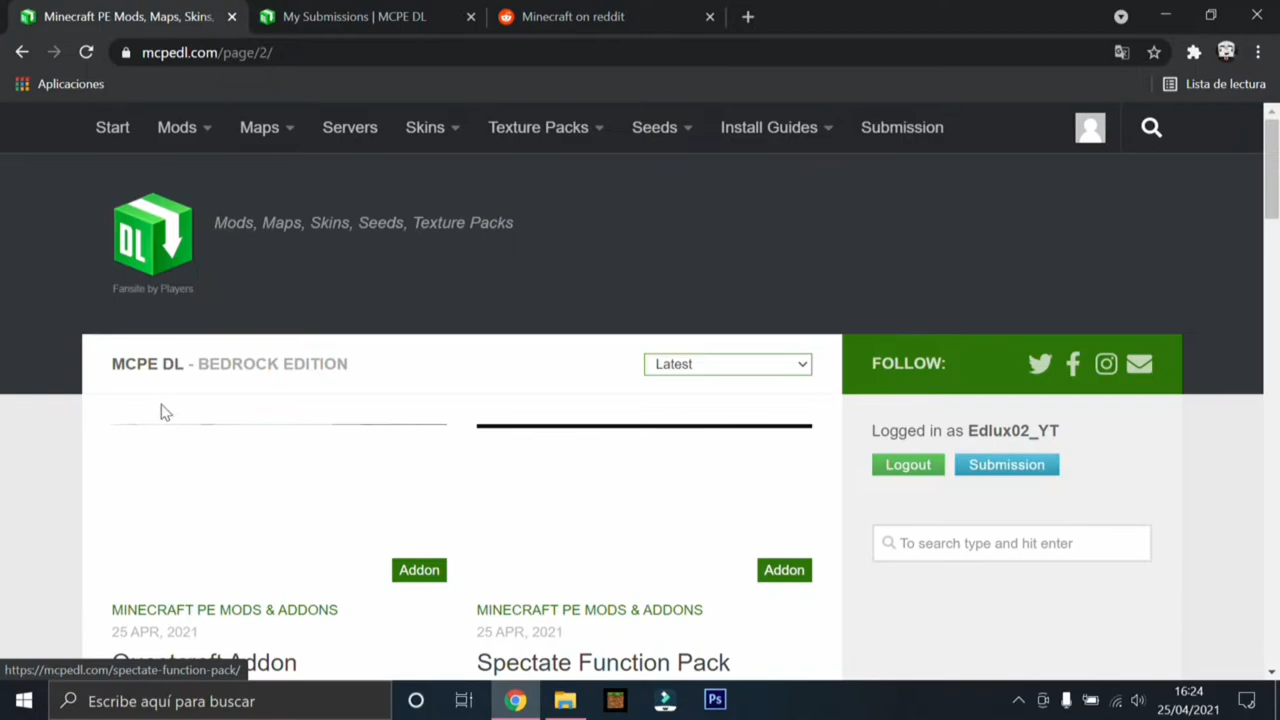 Minecraft PE Mods, Maps, Skins,
My Submissions | MCPE DL
Minecraft on reddit
mcpedl.com/page/2/
Aplicaciones
Lista de lectura
Start
Mods
Maps
Servers
Skins
Texture Packs
Seeds
Install Guides
Submission
DL
Mods, Maps, Skins, Seeds, Texture Packs
Fansite by Players
MCPE DL - BEDROCK EDITION
Latest
FOLLOW:
Logged in as Edlux02_YT
Logout
Submission
To search type and hit enter
Addon
Addon
MINECRAFT PE MODS & ADDONS
MINECRAFT PE MODS & ADDONS
25 APR, 2021
25 APR, 2021
Addon
Spectate Function Pack
https://mcpedl.com/spectate-function-pack/
Escribe aquí para buscar
Ps
16:24
25/04/2021